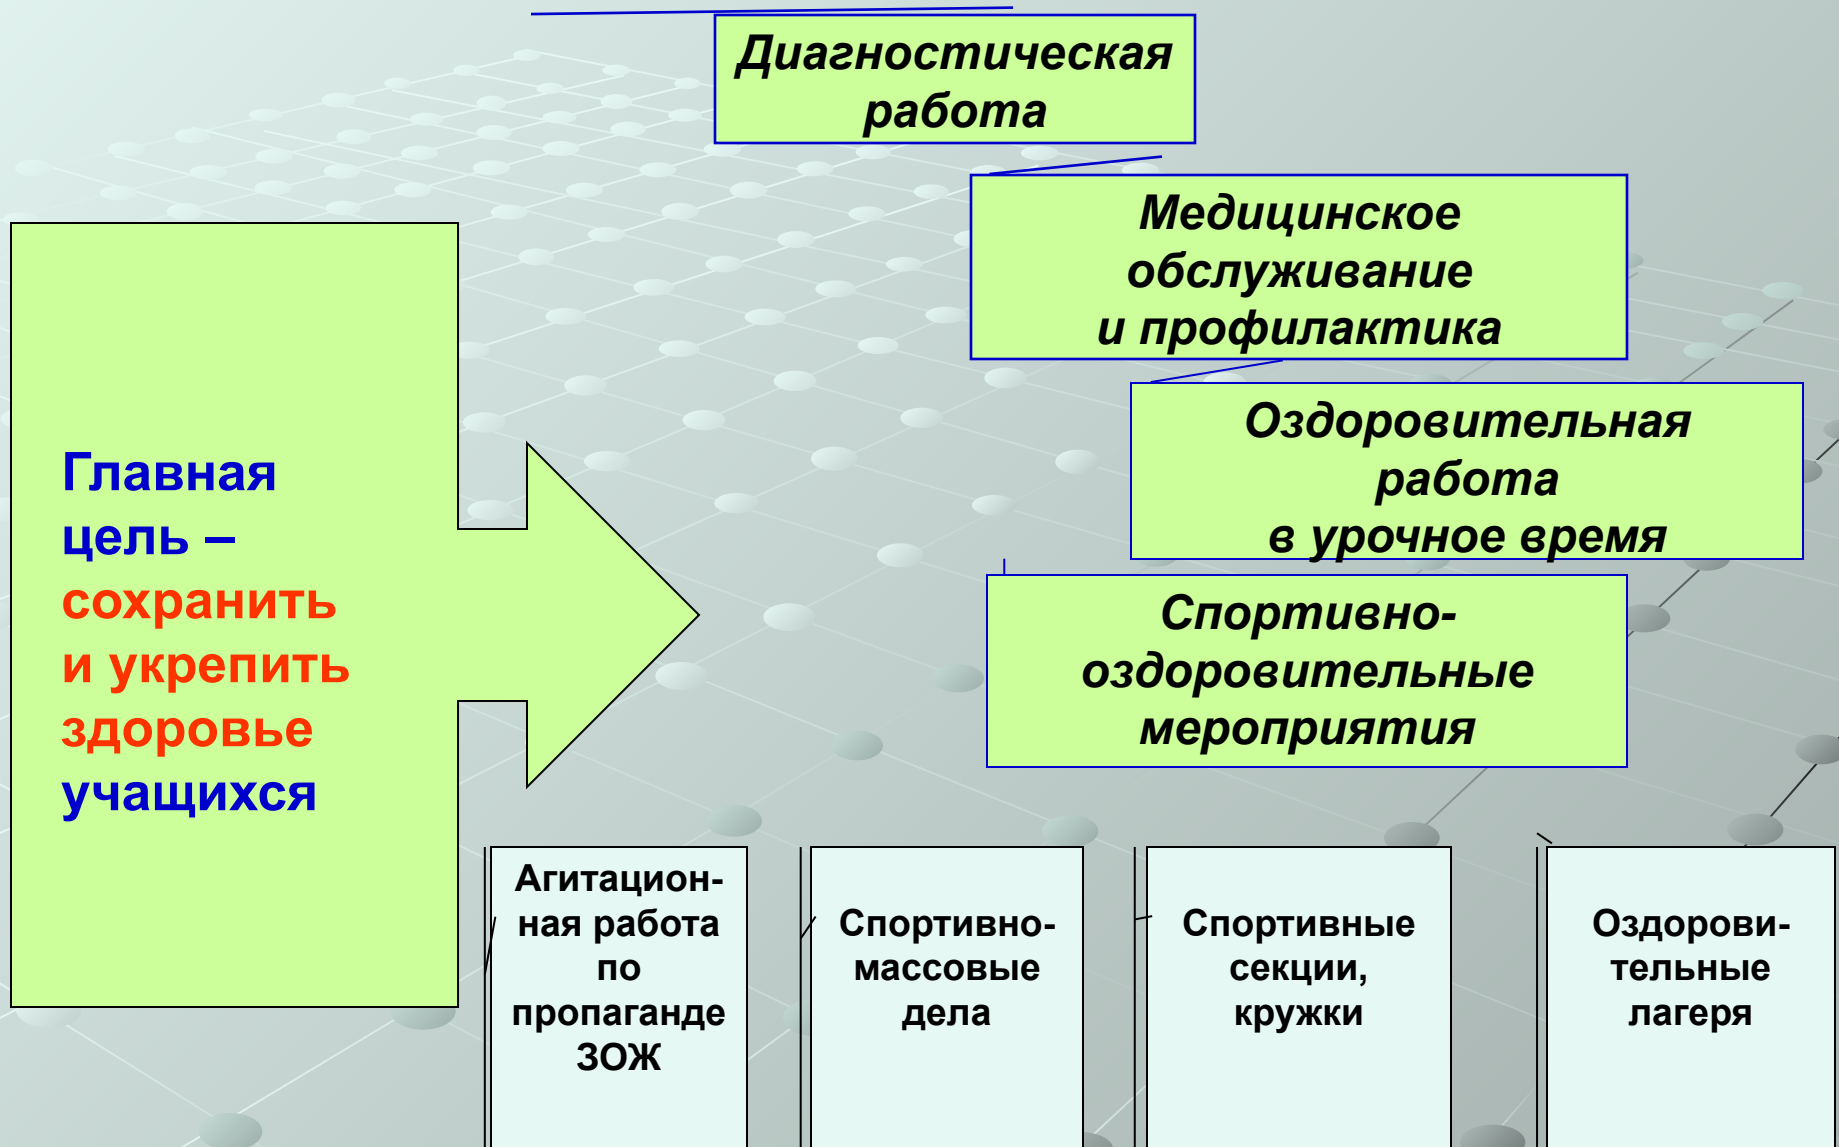 Диагностическая
работа
Медицинское
обслуживание
и профилактика
Оздоровительная
работа
в урочное время
Спортивно-
оздоровительные
мероприятия
Главная
цель –
сохранить
и укрепить
здоровье
учащихся
Агитацион-
ная работа
по
пропаганде
ЗОЖ
Спортивно-
массовые
дела
Спортивные
секции,
кружки
Оздорови-
тельные
лагеря